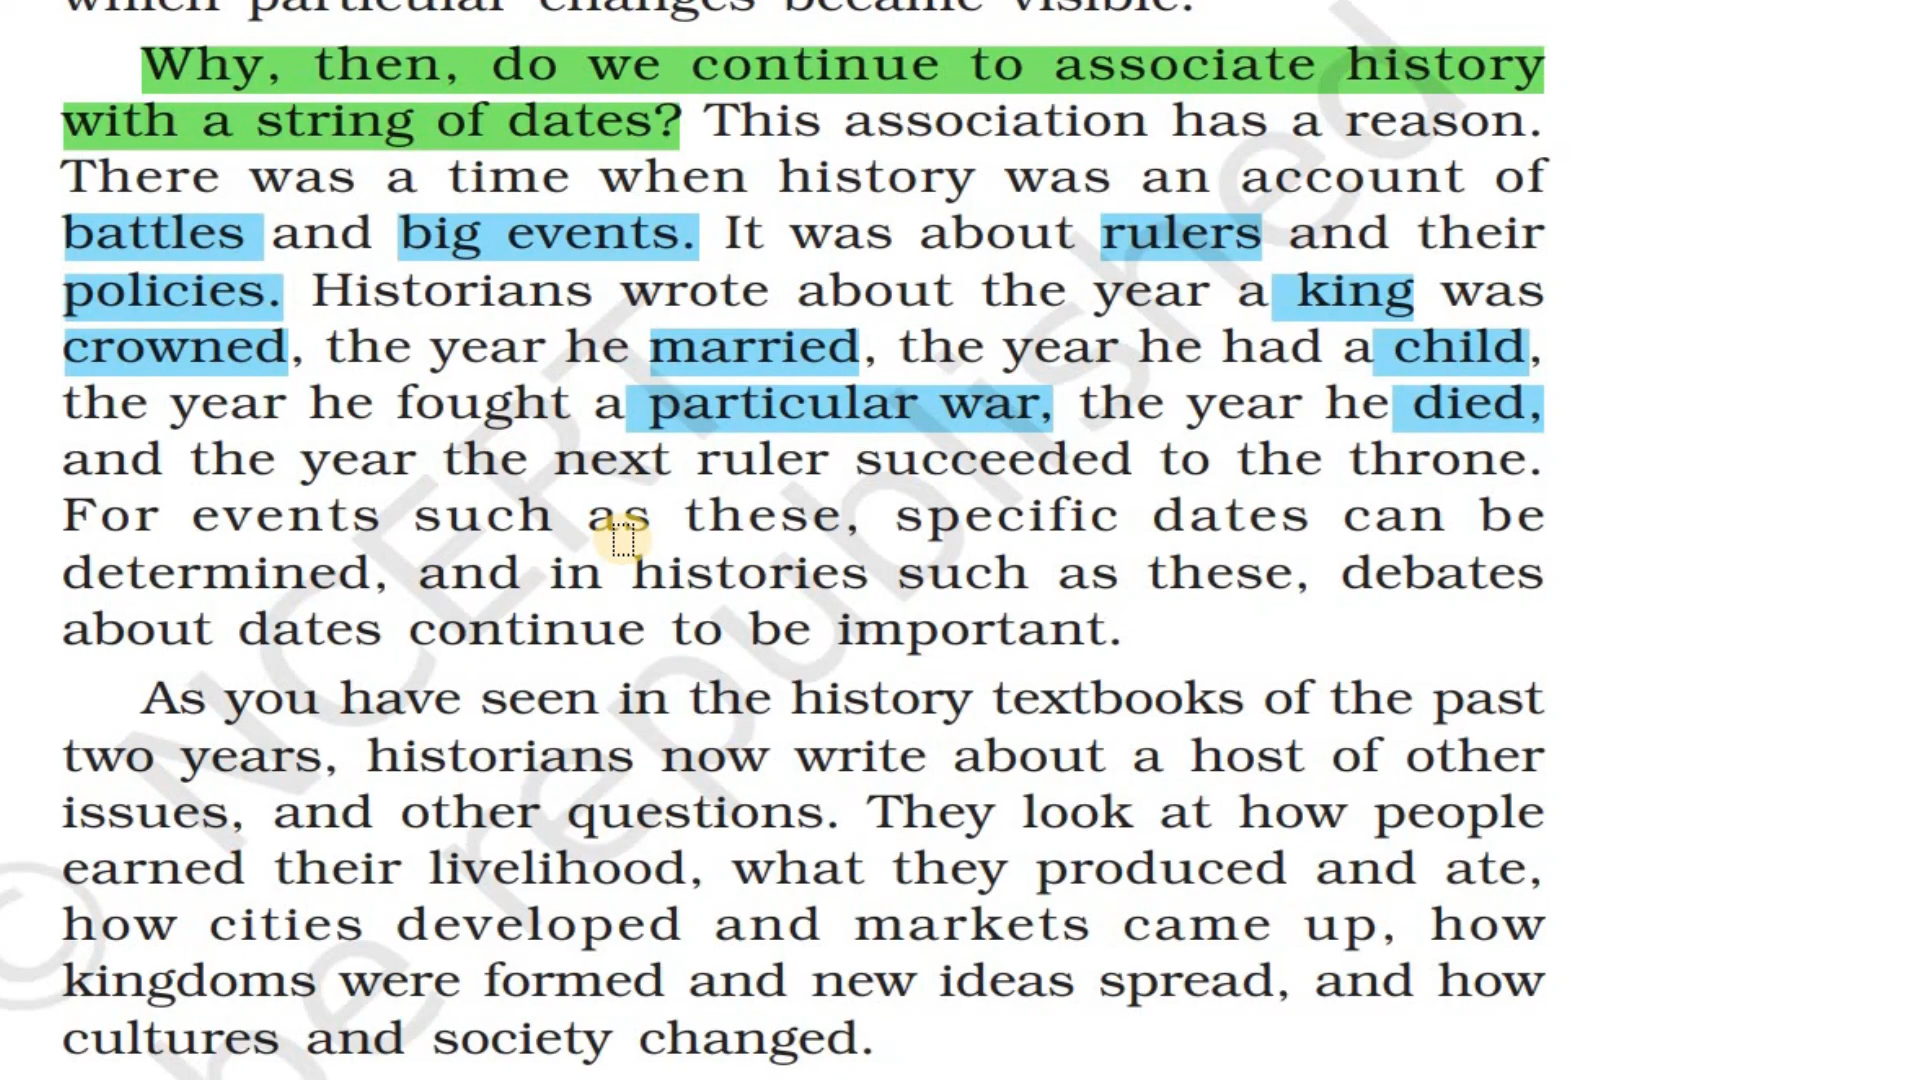 which particular changes became visible.
Why, then, do we continue to associate history
with a string of dates? This association has a reason.
There was a time when history was an account of
battles and big events. It was about rulers and their
policies. Historians wrote about the year a king was
crowned, the year he married, the year he had a child,
the year he fought a particular war, the year he died,
and the year the next ruler succeeded to the throne.
For events such as these, specific dates can be
determined, and in histories such as these, debates
about dates continue to be important.
As you have seen in the history textbooks of the past
two years, historians now write about a host of other
issues, and other questions. They look at how people
earned their livelihood, what they produced and ate,
how cities developed and markets came up, how
kingdoms were formed and new ideas spread, and how
cultures and society changed.
© NCERT
be republished